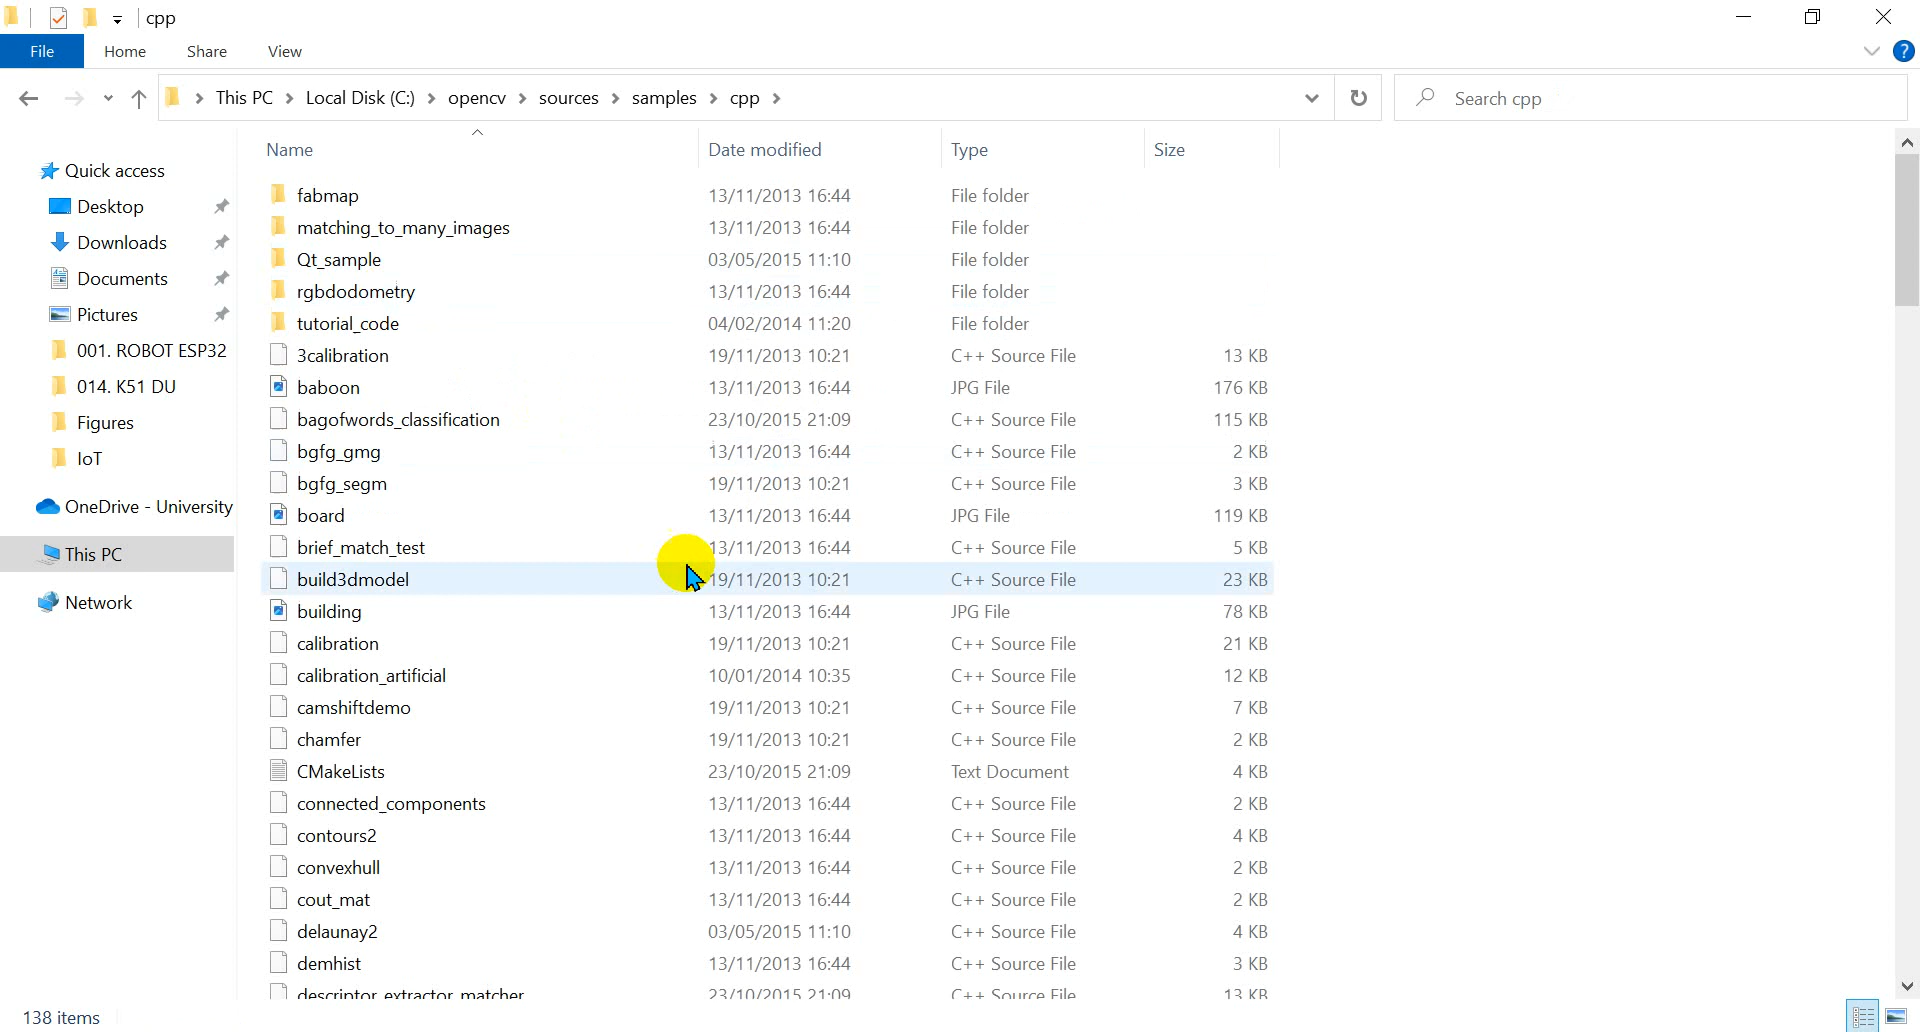 cpp
File Home Share View
This PC Local Disk (C:) opencv sources samples cpp
Search cpp
Name Date modified Type Size
Quick access
Desktop
Downloads
Documents
Pictures
001. ROBOT ESP32
014. K51 DU
Figures
IoT
OneDrive - University
This PC
Network
fabmap 13/11/2013 16:44 File folder
matching_to_many_images 13/11/2013 16:44 File folder
Qt_sample 03/05/2015 11:10 File folder
rgbdodometry 13/11/2013 16:44 File folder
tutorial_code 04/02/2014 11:20 File folder
3calibration 19/11/2013 10:21 C++ Source File 13 KB
baboon 13/11/2013 16:44 JPG File 176 KB
bagofwords_classification 23/10/2015 21:09 C++ Source File 115 KB
bgfg_gmg 13/11/2013 16:44 C++ Source File 2 KB
bgfg_segm 19/11/2013 10:21 C++ Source File 3 KB
board 13/11/2013 16:44 JPG File 119 KB
brief_match_test 13/11/2013 16:44 C++ Source File 5 KB
build3dmodel 19/11/2013 10:21 C++ Source File 23 KB
building 13/11/2013 16:44 JPG File 78 KB
calibration 19/11/2013 10:21 C++ Source File 21 KB
calibration_artificial 10/01/2014 10:35 C++ Source File 12 KB
camshiftdemo 19/11/2013 10:21 C++ Source File 7 KB
chamfer 19/11/2013 10:21 C++ Source File 2 KB
CMakeLists 23/10/2015 21:09 Text Document 4 KB
connected_components 13/11/2013 16:44 C++ Source File 2 KB
contours2 13/11/2013 16:44 C++ Source File 4 KB
convexhull 13/11/2013 16:44 C++ Source File 2 KB
cout_mat 13/11/2013 16:44 C++ Source File 2 KB
delaunay2 03/05/2015 11:10 C++ Source File 4 KB
demhist 13/11/2013 16:44 C++ Source File 3 KB
descriptor_extractor_matcher 23/10/2015 21:09 C++ Source File 13 KB
138 items